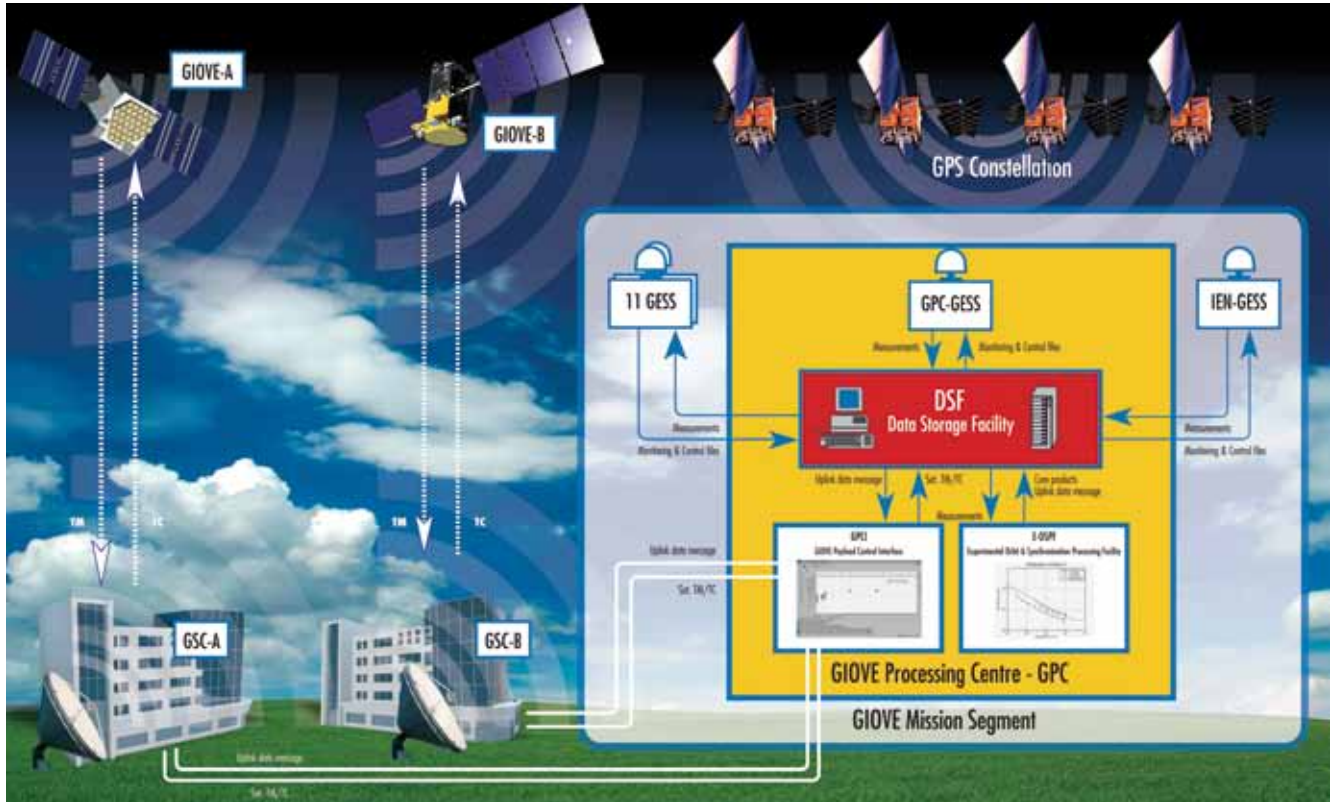 GIOVE-A
GIOVE-B
GPS Constellation
11 GESS
GPC-GESS
IEN-GESS
Measurements
Monitoring & Control files
DSF
Data Storage Facility
Measurements
Monitoring & Control files
Measurements
Monitoring & Control files
Uplink data message
Sat. TM/TC
Measurements
Core products
Uplink data message
TM
TC
TM
TC
Uplink data message
Sat. TM/TC
GPCI
GIOVE Payload Control Interface
E-OSPF
Experimental Orbit & Synchronisation Processing Facility
GSC-A
GSC-B
GIOVE Processing Centre - GPC
GIOVE Mission Segment
Uplink data message
Sat. TM/TC